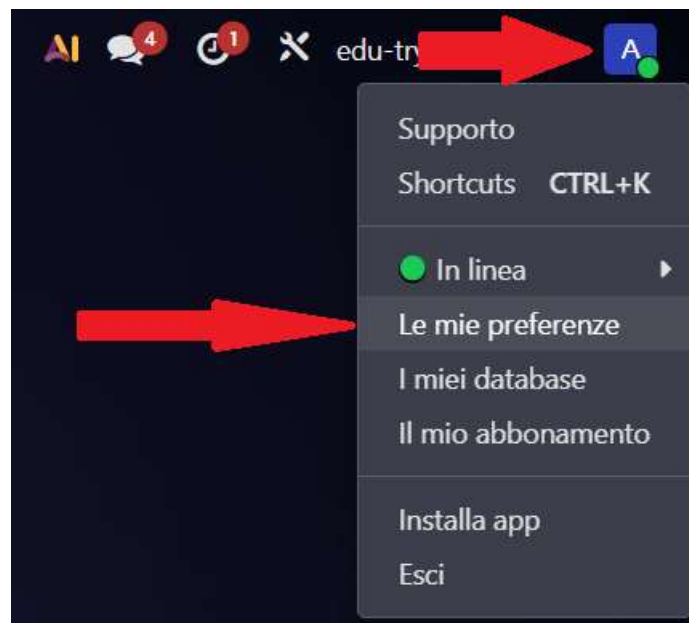 AI 4 1 edu-try A
Supporto
Shortcuts CTRL+K
In linea
Le mie preferenze
I miei database
Il mio abbonamento
Installa app
Esci